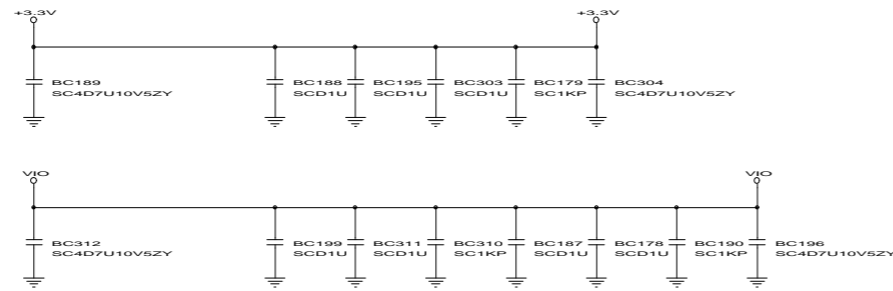 +3.3V +3.3V
BC189 BC188 BC195 BC303 BC179 BC304
SC4D7U10V5ZY SCD1U SCD1U SCD1U SC1KP SC4D7U10V5ZY
VIO VIO
BC312 BC199 BC311 BC310 BC187 BC178 BC190 BC196
SC4D7U10V5ZY SCD1U SCD1U SC1KP SCD1U SCD1U SC1KP SC4D7U10V5ZY